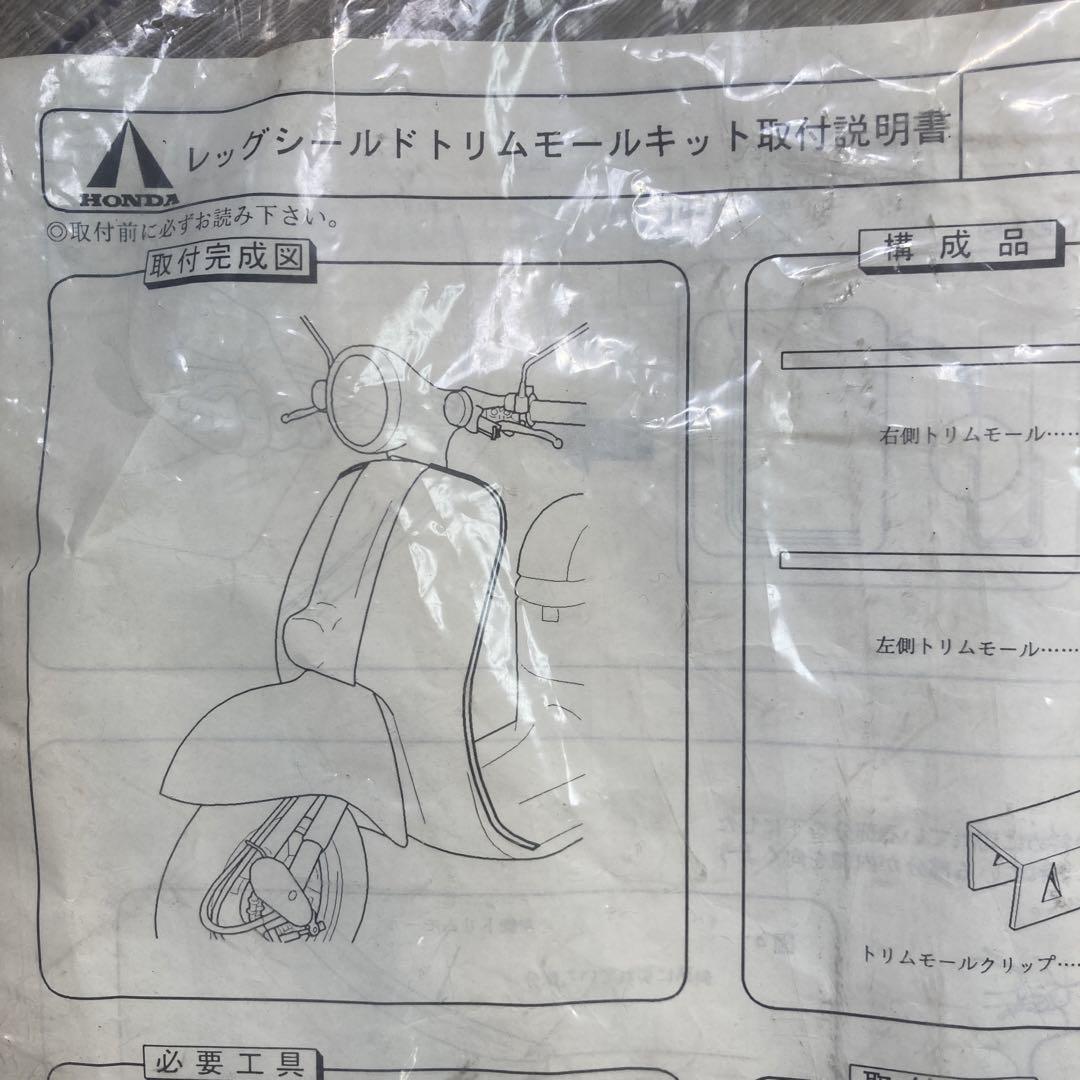 HONDA
レッグシールドトリムモールキット取付説明書
◎取付前に必ずお読み下さい。
取付完成図
構成品
右側トリムモール……
左側トリムモール……
トリムモールクリップ……
必要工具